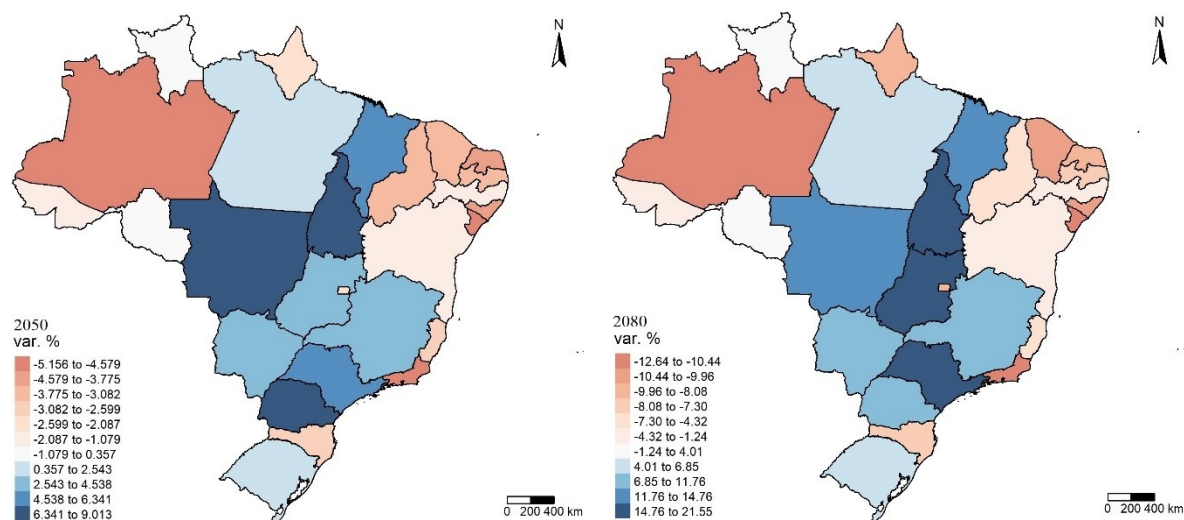 N
2050
var. %
-5.156 to -4.579
-4.579 to -3.775
-3.775 to -3.082
-3.082 to -2.599
-2.599 to -2.087
-2.087 to -1.079
-1.079 to 0.357
0.357 to 2.543
2.543 to 4.538
4.538 to 6.341
6.341 to 9.013
0 200 400 km
N
2080
var. %
-12.64 to -10.44
-10.44 to -9.96
-9.96 to -8.08
-8.08 to -7.30
-7.30 to -4.32
-4.32 to -1.24
-1.24 to 4.01
4.01 to 6.85
6.85 to 11.76
11.76 to 14.76
14.76 to 21.55
0 200 400 km